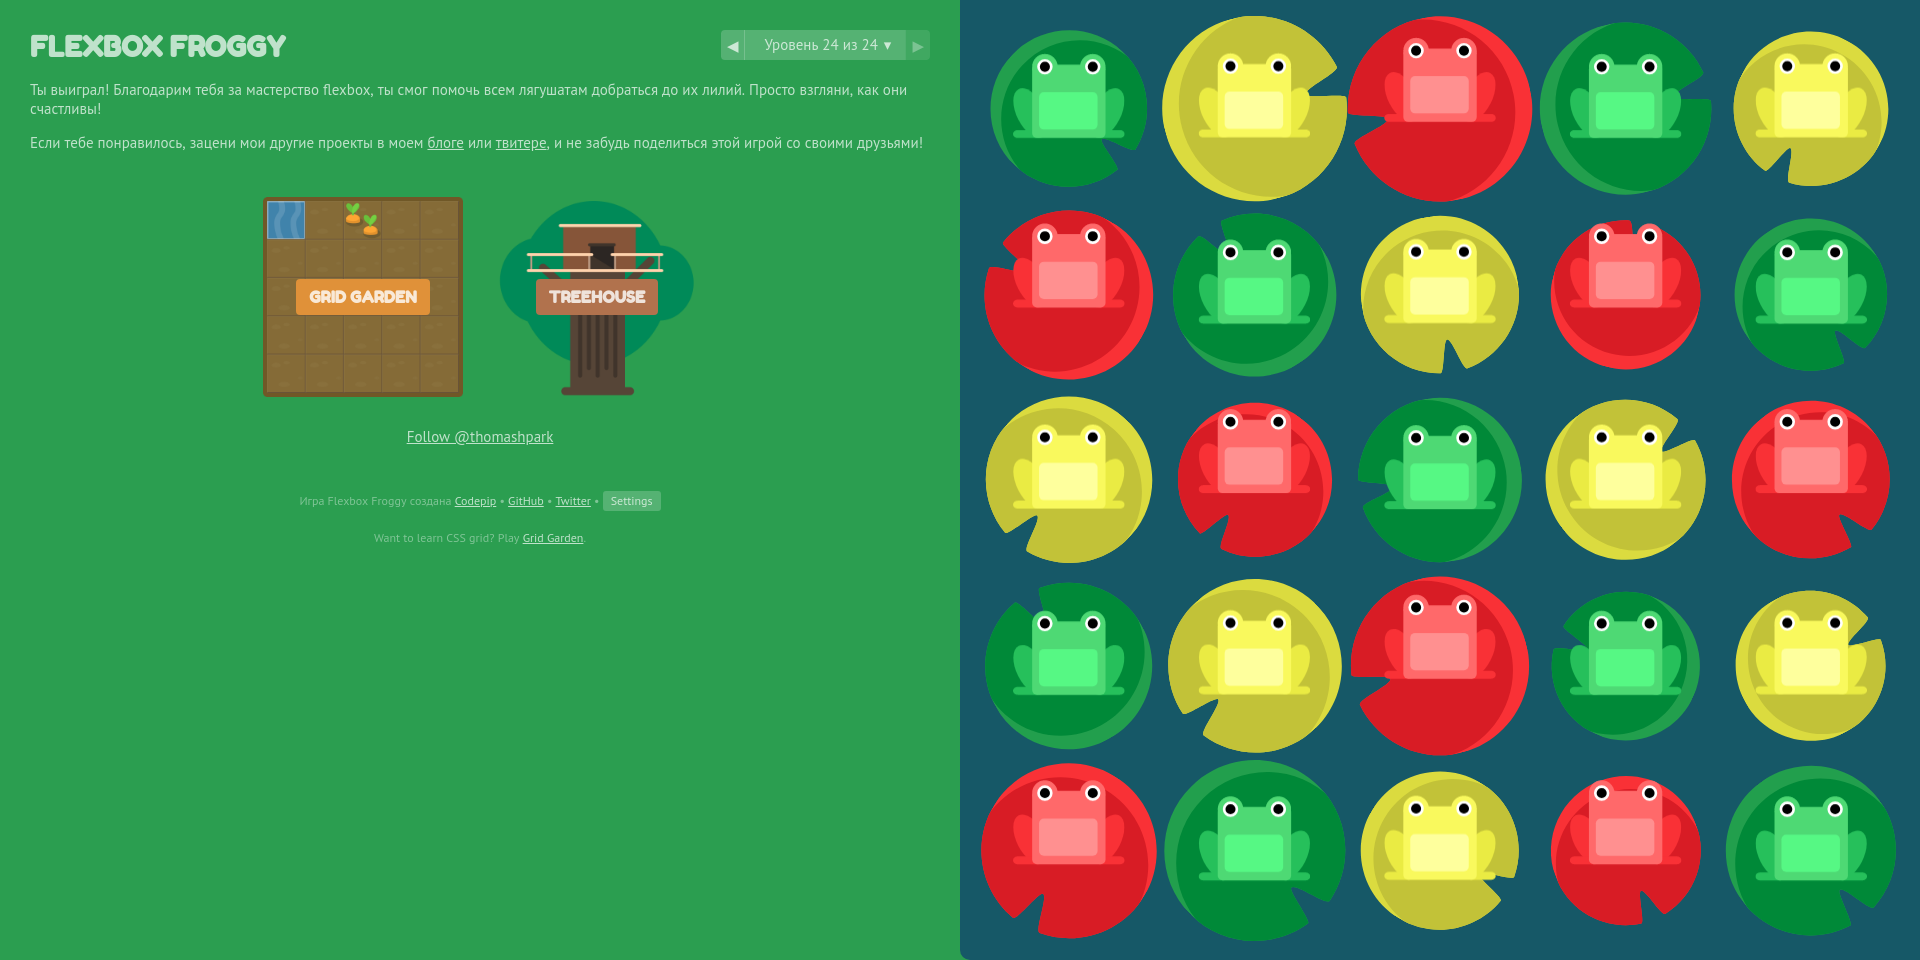 FLEXBOX FROGGY
◀ Уровень 24 из 24 ▼ ▶
Ты выиграл! Благодарим тебя за мастерство flexbox, ты смог помочь всем лягушатам добраться до их лилий. Просто взгляни, как они
счастливы!
Если тебе понравилось, зацени мои другие проекты в моем блоге или твитере, и не забудь поделиться этой игрой со своими друзьями!
GRID GARDEN
TREEHOUSE
Follow @thomashpark
Игра Flexbox Froggy создана Codepip • GitHub • Twitter • Settings
Want to learn CSS grid? Play Grid Garden.